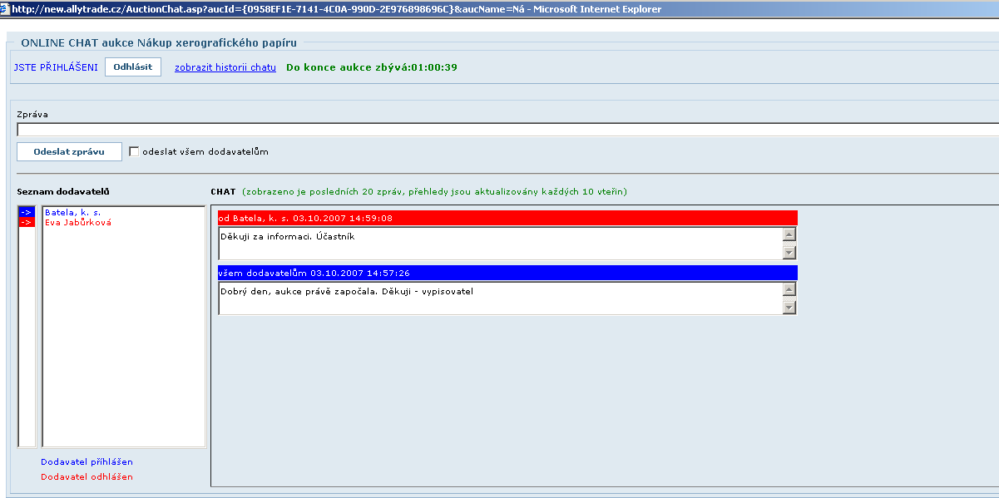 http://new.allytrade.cz/AuctionChat.asp?aucId={0958EF1E-7141-4C0A-990D-2E976898696C}&aucName=Ná - Microsoft Internet Explorer
ONLINE CHAT aukce Nákup xerografického papíru
JSTE PŘIHLÁŠENI Odhlásit zobrazit historii chatu Do konce aukce zbývá:01:00:39
Zpráva
Odeslat zprávu odeslat všem dodavatelům
Seznam dodavatelů CHAT (zobrazeno je posledních 20 zpráv, přehledy jsou aktualizovány každých 10 vteřin)
-> Batela, k. s.
-> Eva Jabůrková
od Batela, k. s. 03.10.2007 14:59:08
Děkuji za informaci. Účastník
všem dodavatelům 03.10.2007 14:57:26
Dobrý den, aukce právě započala. Děkuji - vypisovatel
Dodavatel příhlášen
Dodavatel odhlášen